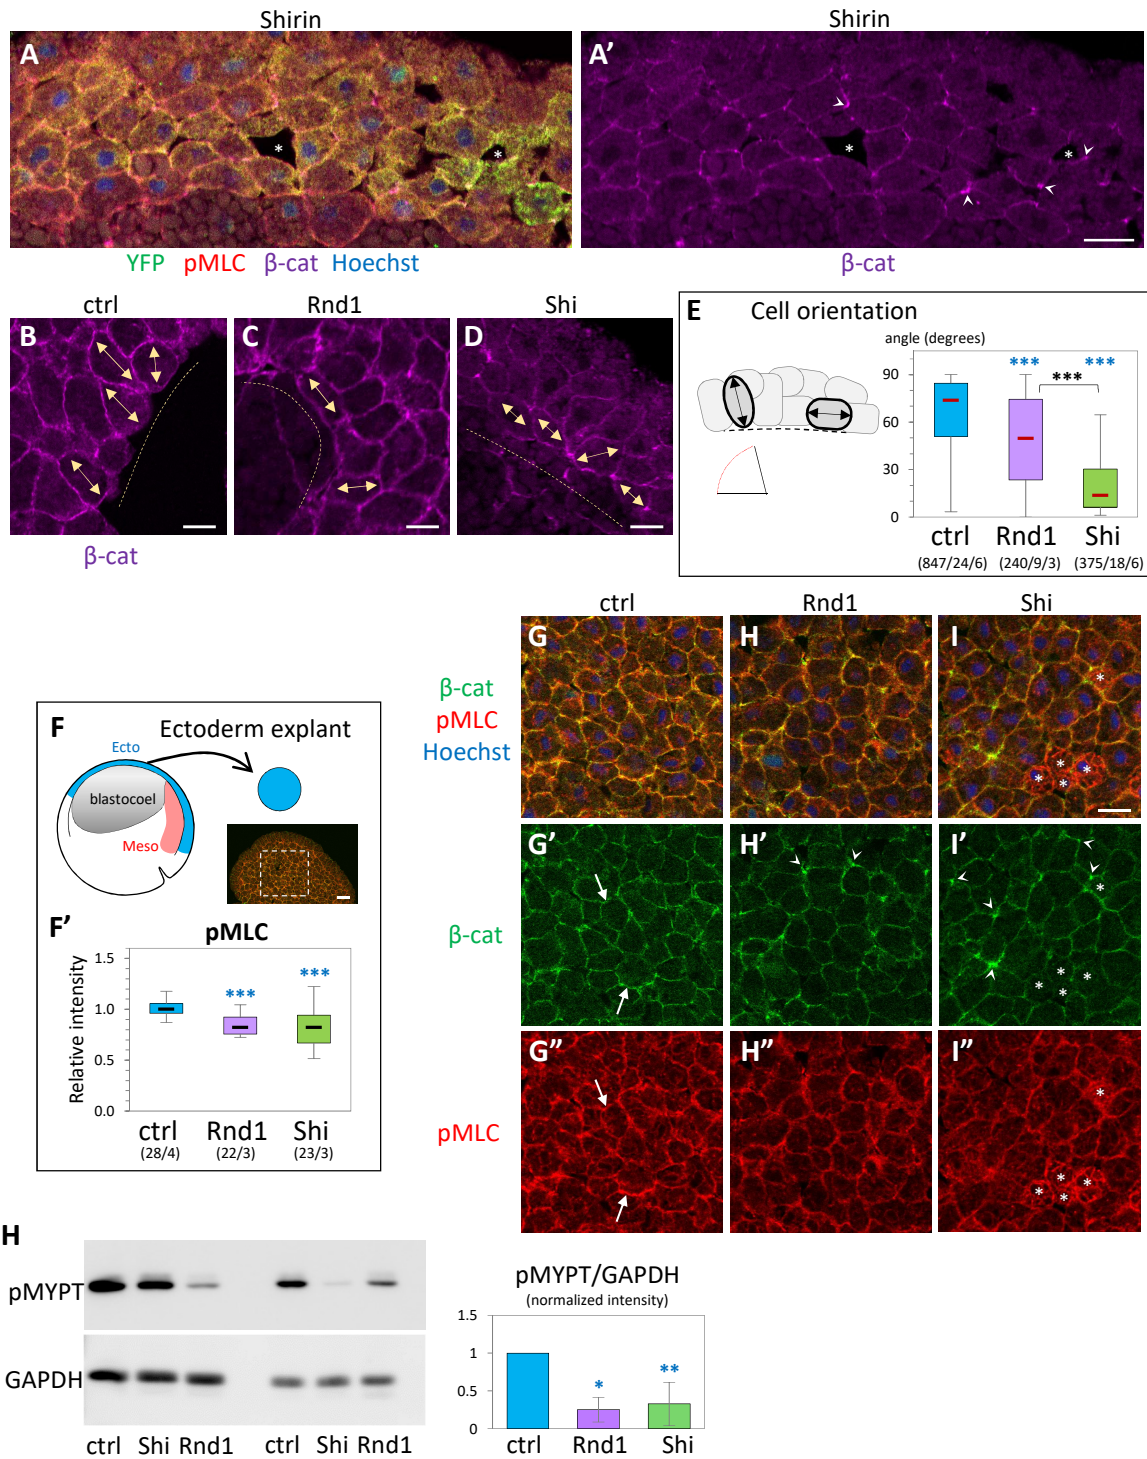 Shirin
Shirin
A
*
*
A'
*
*
YFP pMLC β-cat Hoechst
β-cat
ctrl
Rnd1
Shi
B
C
D
β-cat
E
Cell orientation
angle (degrees)
90
60
30
0
***
***
***
ctrl
Rnd1
Shi
(847/24/6)
(240/9/3)
(375/18/6)
ctrl
Rnd1
Shi
β-cat
pMLC
Hoechst
G
H
I
*
* * * *
F
Ectoderm explant
Ecto
blastocoel
Meso
F'
pMLC
Relative intensity
1.5
1.0
0.5
0.0
***
***
ctrl
Rnd1
Shi
(28/4)
(22/3)
(23/3)
β-cat
G'
H'
I'
*
* * * *
pMLC
G"
H"
I"
*
* * * *
H
pMYPT
GAPDH
ctrl Shi Rnd1 ctrl Shi Rnd1
pMYPT/GAPDH
(normalized intensity)
1.5
1
0.5
0
*
**
ctrl
Rnd1
Shi